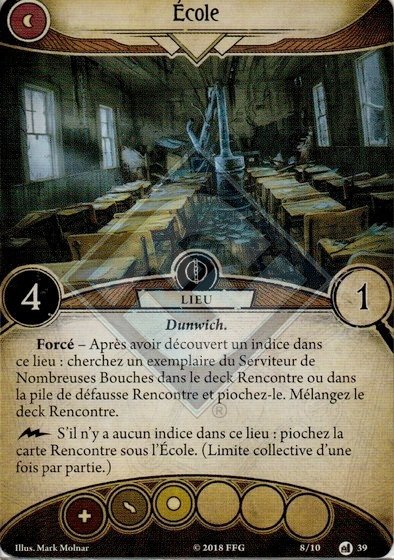 École
4
1
LIEU
Dunwich.
Forcé – Après avoir découvert un indice dans
ce lieu : cherchez un exemplaire du Serviteur de
Nombreuses Bouches dans le deck Rencontre ou dans
la pile de défausse Rencontre et piochez-le. Mélangez
le deck Rencontre.
S'il n'y a aucun indice dans ce lieu : piochez la
carte Rencontre sous l'École. (Limite collective d'une
fois par partie.)
Illus. Mark Molnar
© 2018 FFG
8/10
39
®